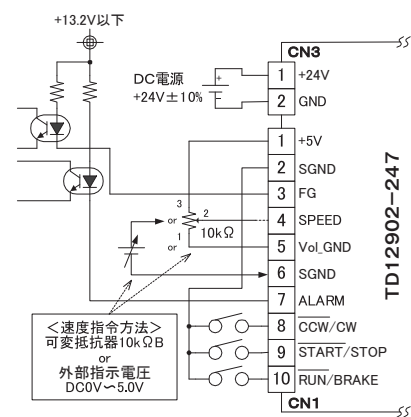 +13.2V以下
CN3
DC電源
+24V±10%
1 +24V
2 GND
1 +5V
2 SGND
3 FG
4 SPEED
5 Vol_GND
6 SGND
7 ALARM
8 CCW/CW
9 START/STOP
10 RUN/BRAKE
CN1
3
or
2
10kΩ
1
or
TD12902-247
<速度指令方法>
可変抵抗器10kΩB
or
外部指示電圧
DC0V〜5.0V